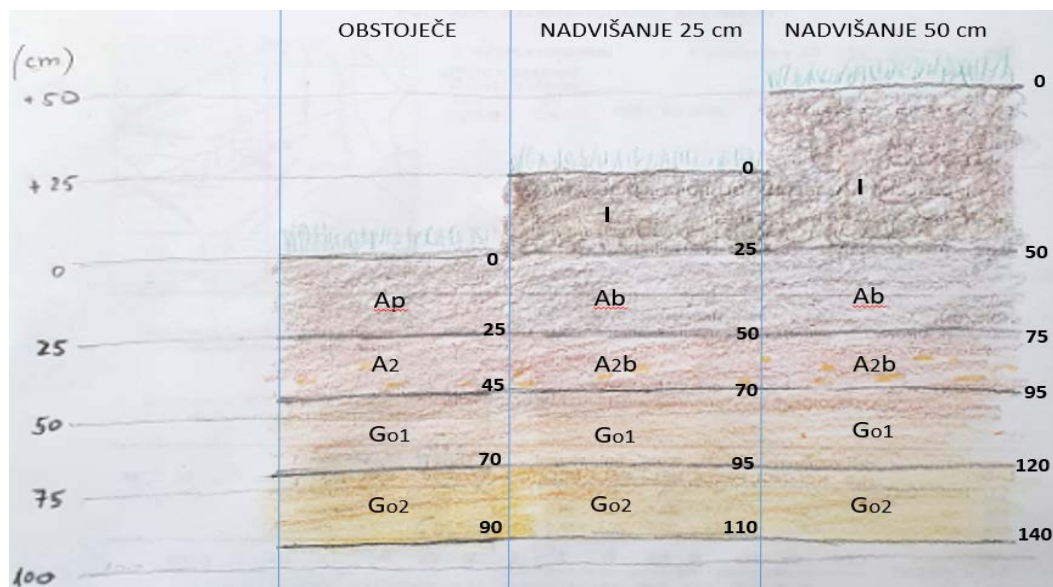 OBSTOJEČE NADVIŠANJE 25 cm NADVIŠANJE 50 cm
(cm)
+50 0
+25 0
I I
0 0 25 50
Ap Ab Ab
25 25 50 75
A2 A2b A2b
45 70 95
50 Go1 Go1 Go1
70 95 120
75 Go2 Go2 Go2
90 110 140
100